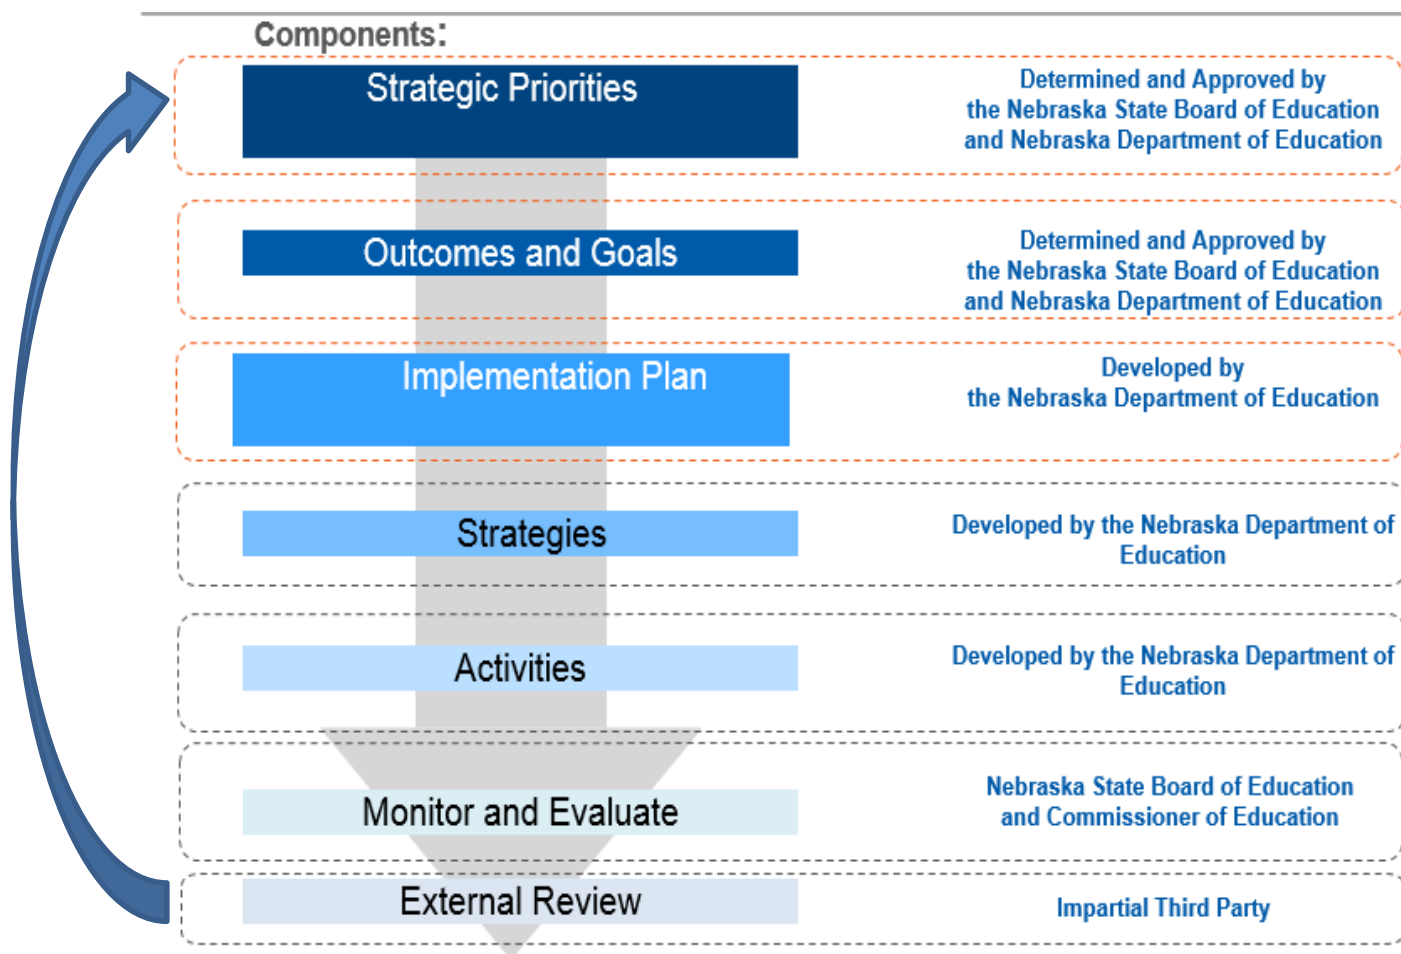 Components:
Strategic Priorities
Determined and Approved by
the Nebraska State Board of Education
and Nebraska Department of Education
Outcomes and Goals
Determined and Approved by
the Nebraska State Board of Education
and Nebraska Department of Education
Implementation Plan
Developed by
the Nebraska Department of Education
Strategies
Developed by the Nebraska Department of
Education
Activities
Developed by the Nebraska Department of
Education
Monitor and Evaluate
Nebraska State Board of Education
and Commissioner of Education
External Review
Impartial Third Party